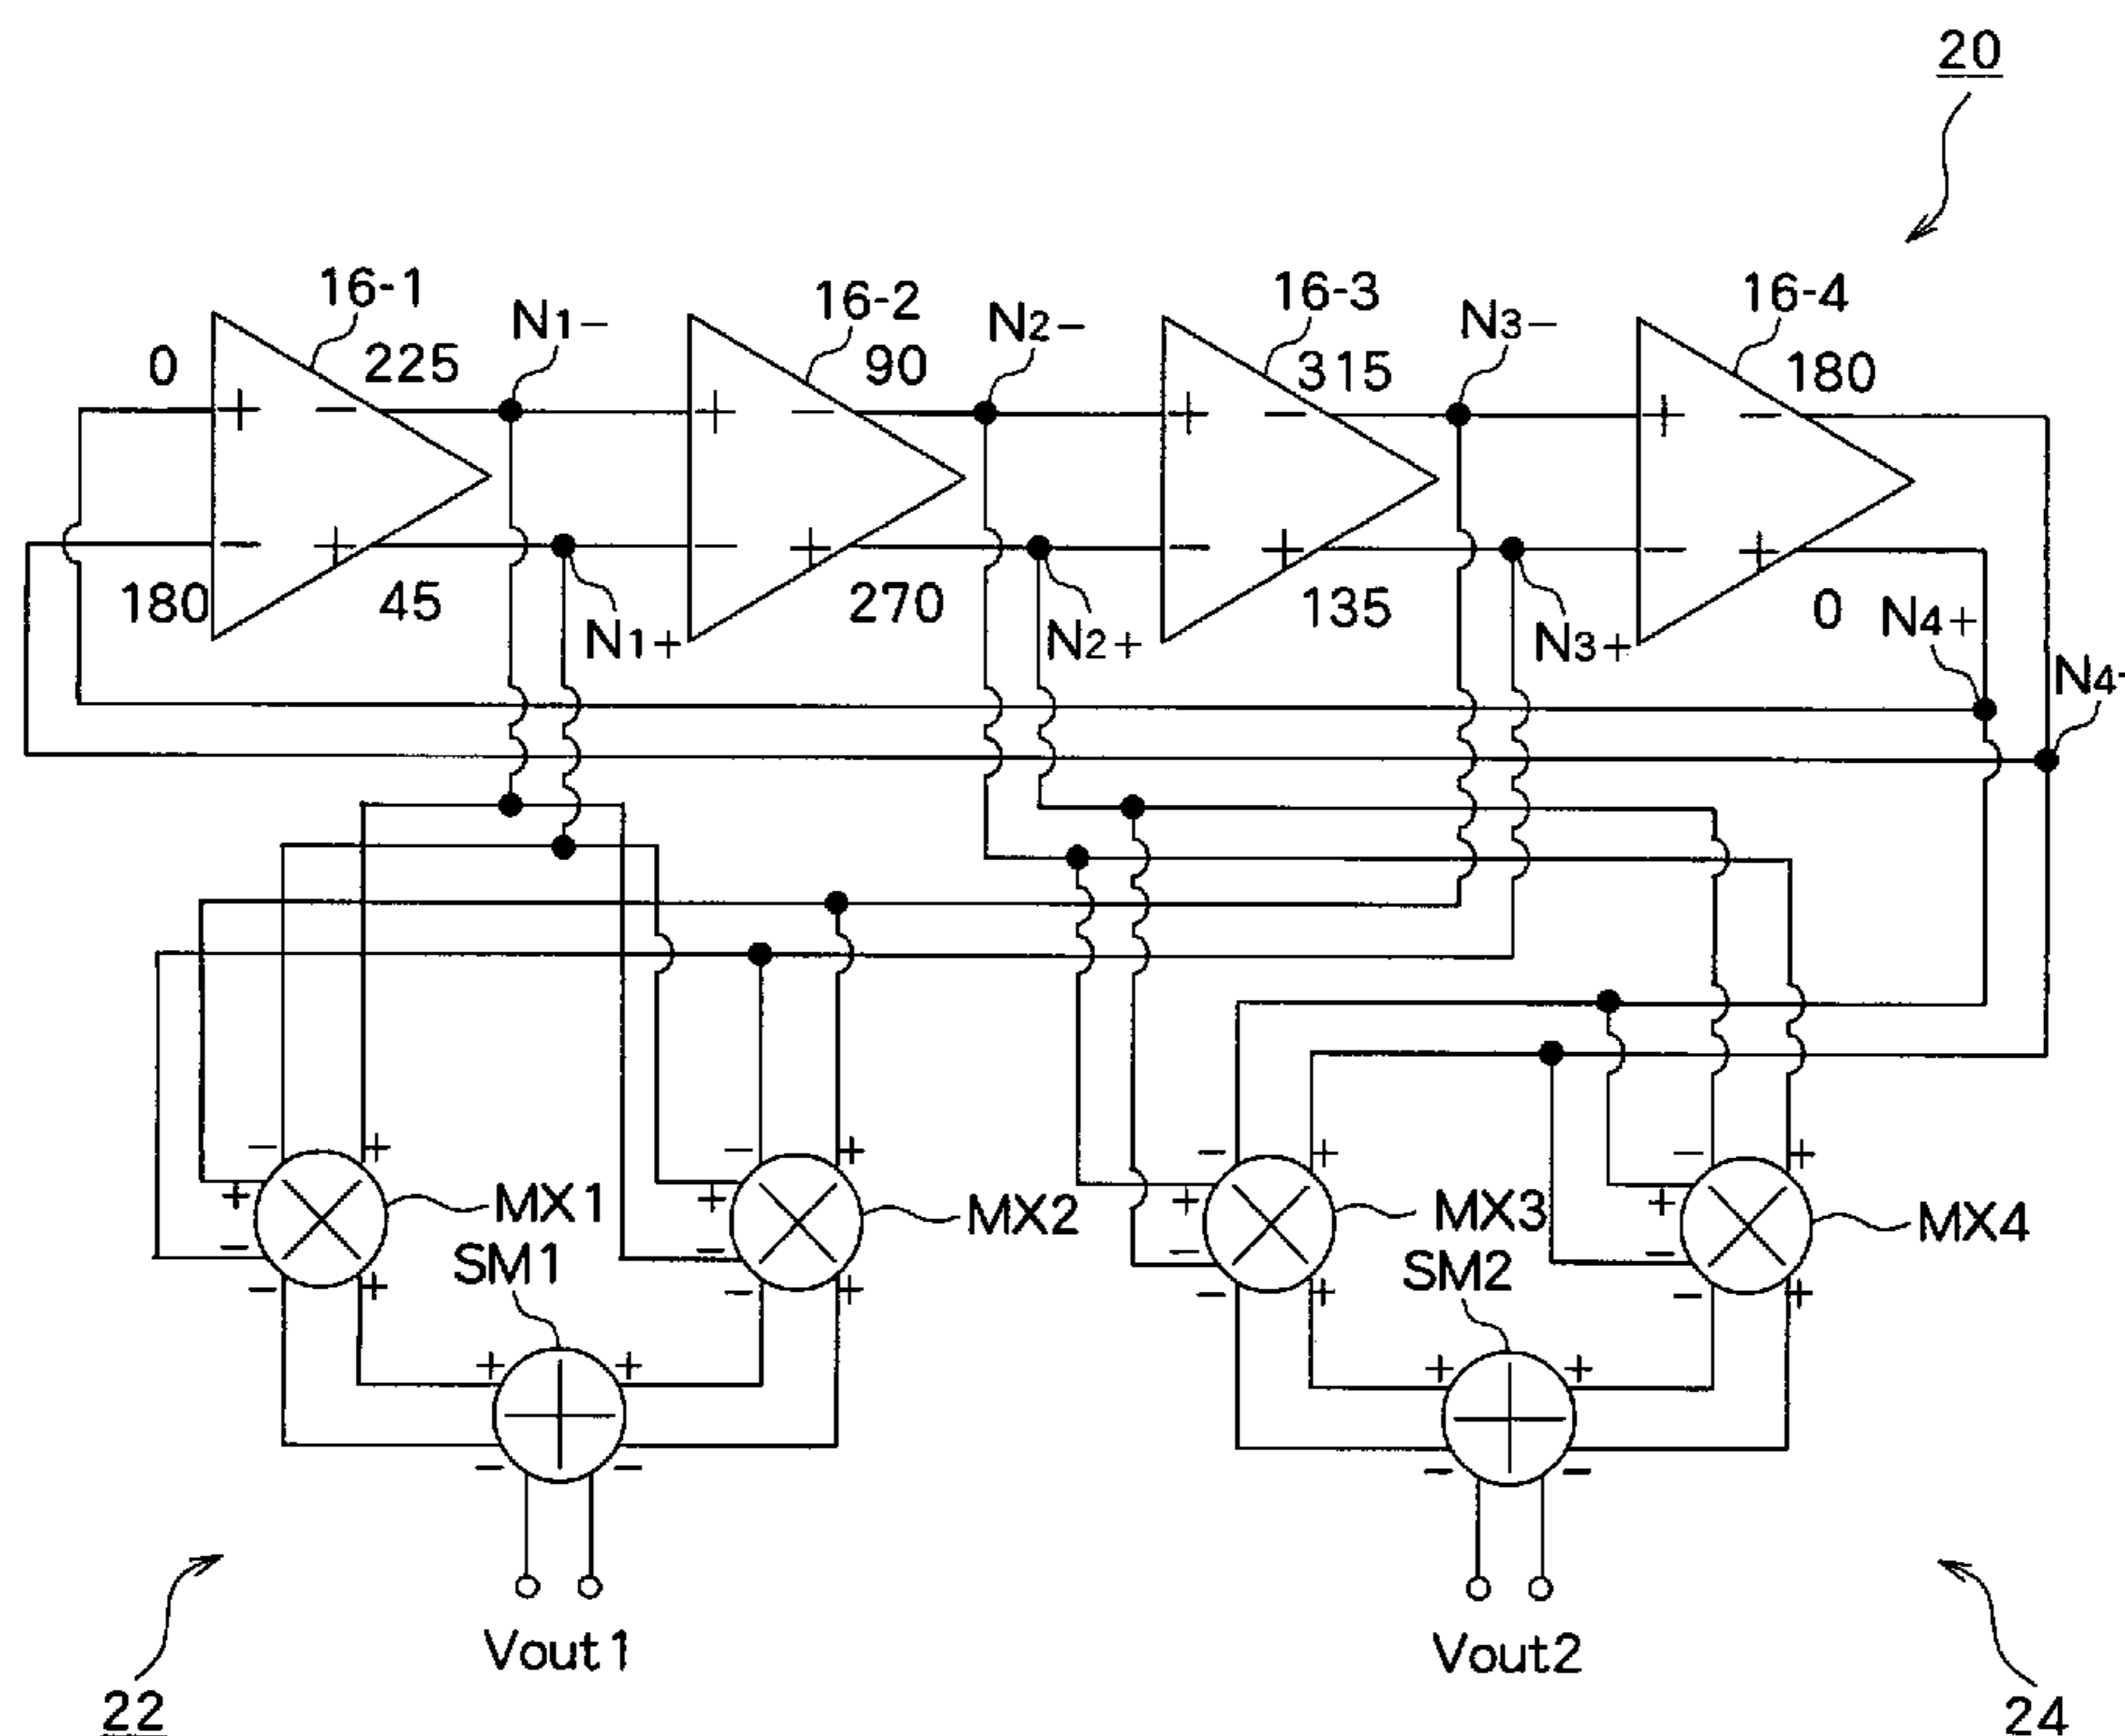 20
16-1
N1-
16-2
N2-
16-3
N3-
16-4
0
225
90
315
180
+ - + - + - + -
- + - + - + - +
180
45
N1+
270
N2+
135
N3+
0
N4+
N4-
- + - + - + - +
+ + + +
MX1
MX2
MX3
MX4
- - - -
SM1
SM2
- + - + - + - +
+ + + +
- - - -
Vout1
Vout2
22
24